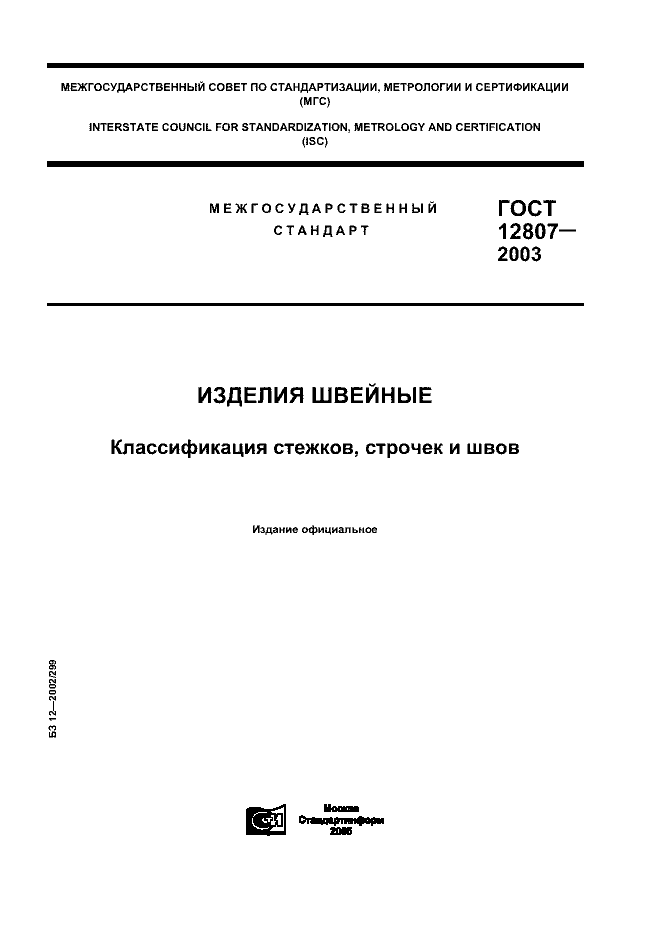 МЕЖГОСУДАРСТВЕННЫЙ СОВЕТ ПО СТАНДАРТИЗАЦИИ, МЕТРОЛОГИИ И СЕРТИФИКАЦИИ
(МГС)
INTERSTATE COUNCIL FOR STANDARDIZATION, METROLOGY AND CERTIFICATION
(ISC)
МЕЖГОСУДАРСТВЕННЫЙ
СТАНДАРТ
ГОСТ
12807—
2003
ИЗДЕЛИЯ ШВЕЙНЫЕ
Классификация стежков, строчек и швов
Издание официальное
БЗ 12—2002/299
Москва
Стандартинформ